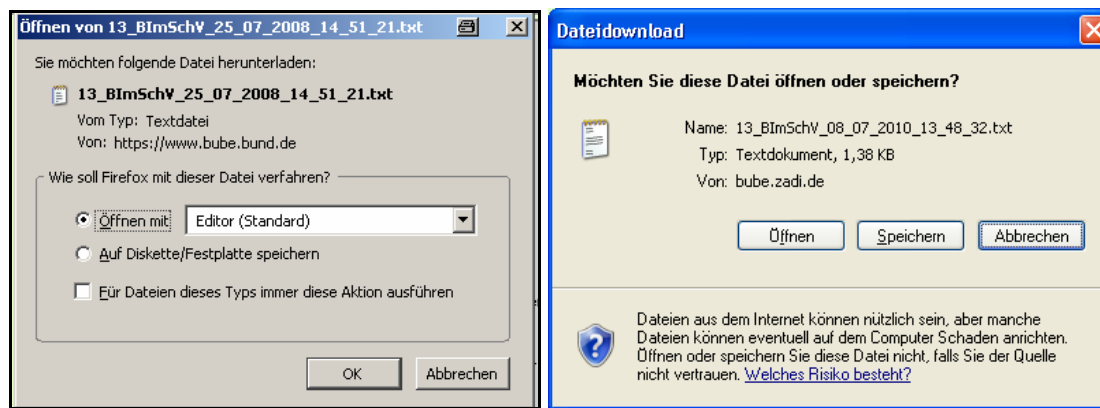 Öffnen von 13_BImSchV_25_07_2008_14_51_21.txt
Sie möchten folgende Datei herunterladen:
13_BImSchV_25_07_2008_14_51_21.txt
Vom Typ: Textdatei
Von: https://www.bube.bund.de
Wie soll Firefox mit dieser Datei verfahren?
Öffnen mit Editor (Standard)
Auf Diskette/Festplatte speichern
Für Dateien dieses Typs immer diese Aktion ausführen
OK Abbrechen
Dateidownload
Möchten Sie diese Datei öffnen oder speichern?
Name: 13_BImSchV_08_07_2010_13_48_32.txt
Typ: Textdokument, 1,38 KB
Von: bube.zadi.de
Öffnen Speichern Abbrechen
Dateien aus dem Internet können nützlich sein, aber manche
Dateien können eventuell auf dem Computer Schaden anrichten.
Öffnen oder speichern Sie diese Datei nicht, falls Sie der Quelle
nicht vertrauen. Welches Risiko besteht?